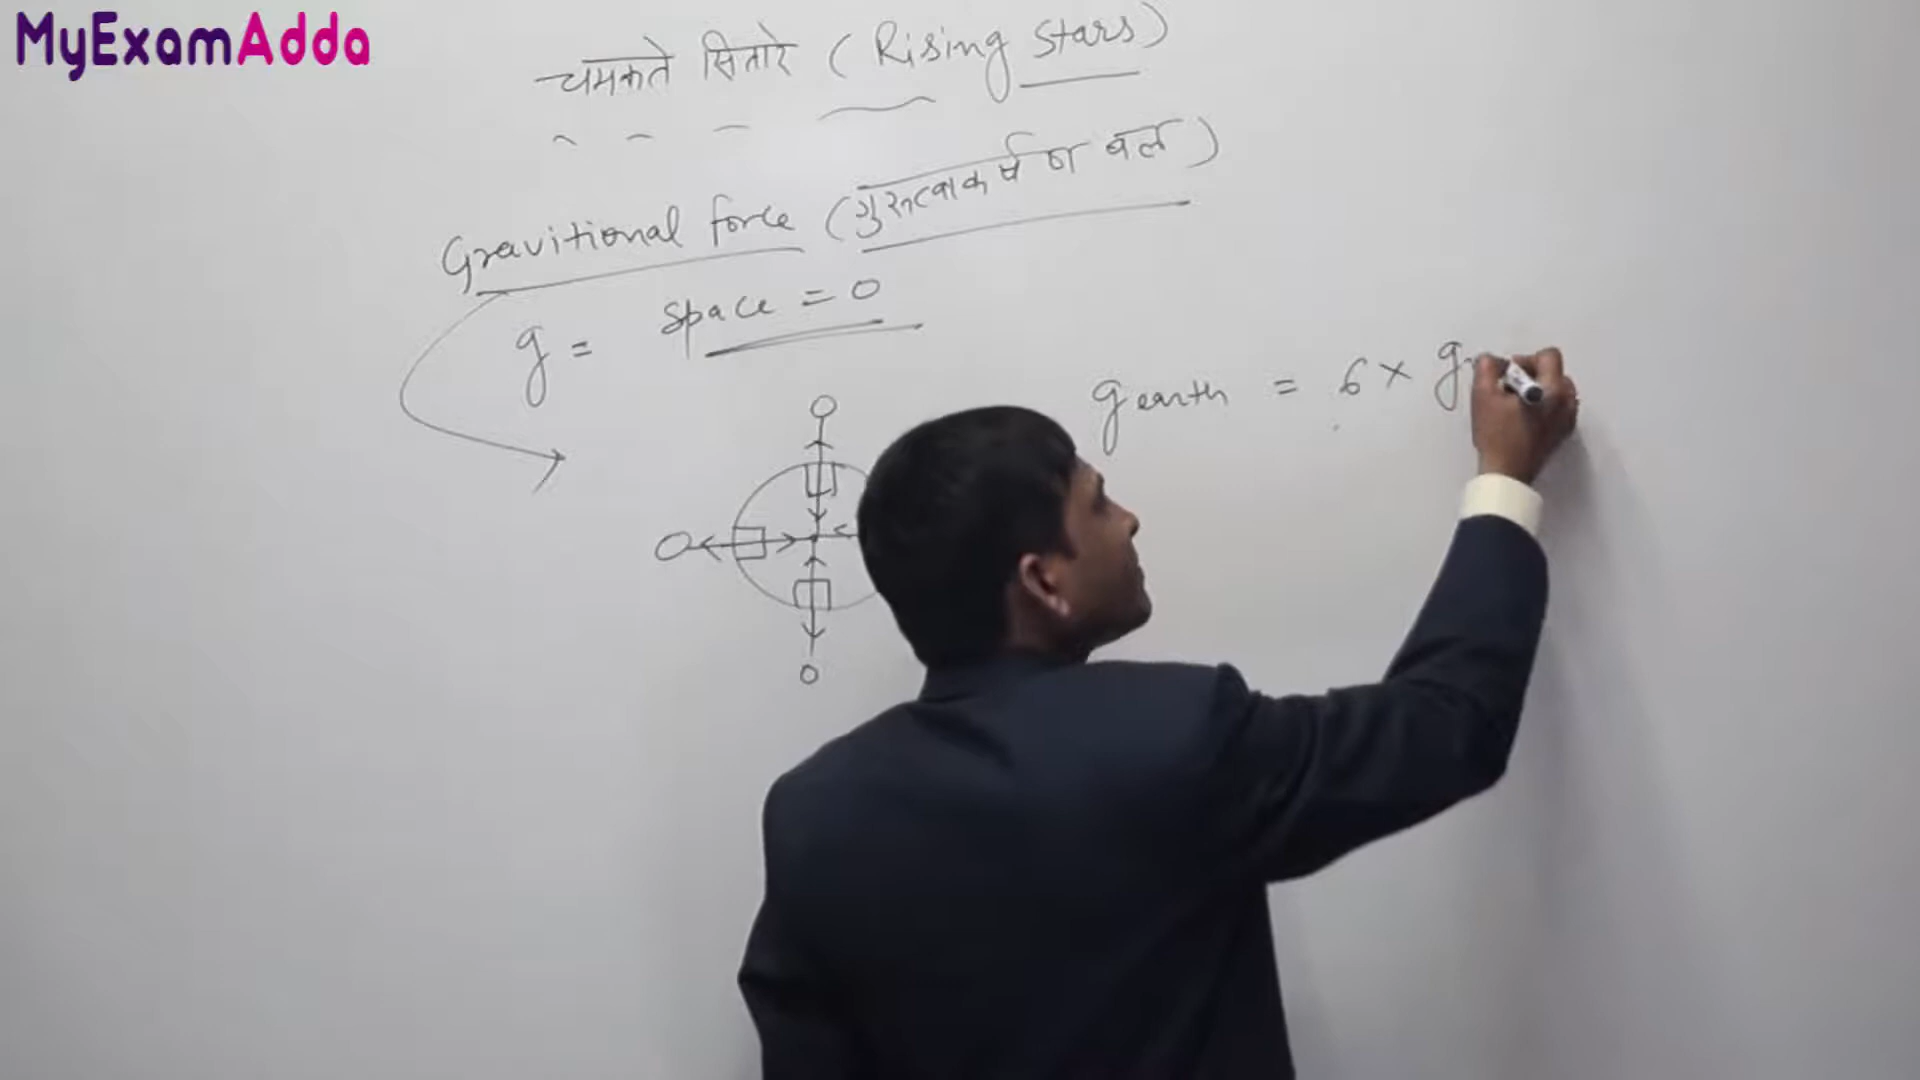 MyExamAdda
चमकते सितारे ( Rising Stars )
Gravitional force ( गुरुत्वाकर्षण बल )
g = space = 0
g earth = 6 × g